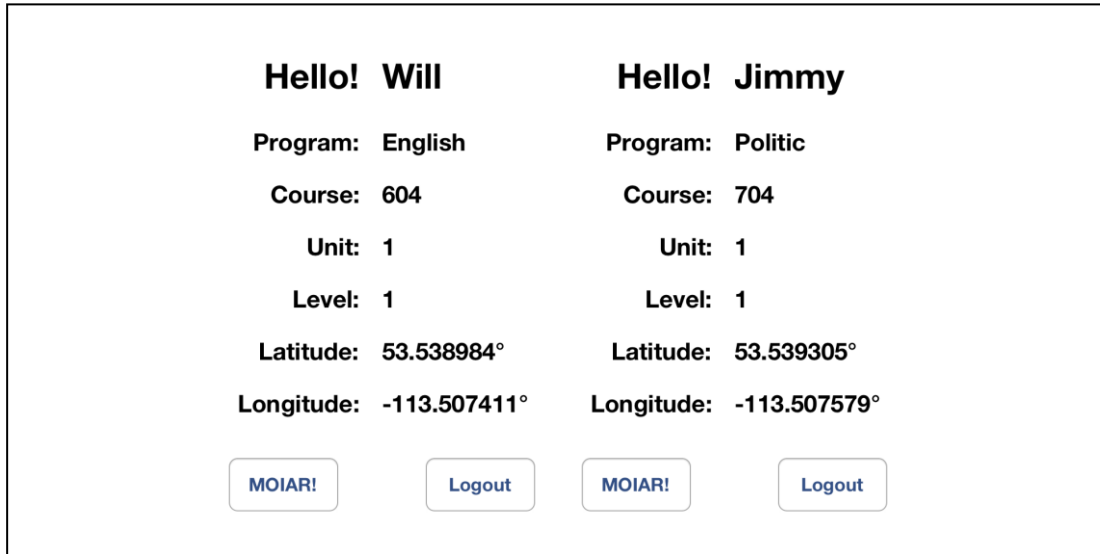 Hello! Will
Program: English
Course: 604
Unit: 1
Level: 1
Latitude: 53.538984°
Longitude: -113.507411°
MOIAR! Logout
Hello! Jimmy
Program: Politic
Course: 704
Unit: 1
Level: 1
Latitude: 53.539305°
Longitude: -113.507579°
MOIAR! Logout